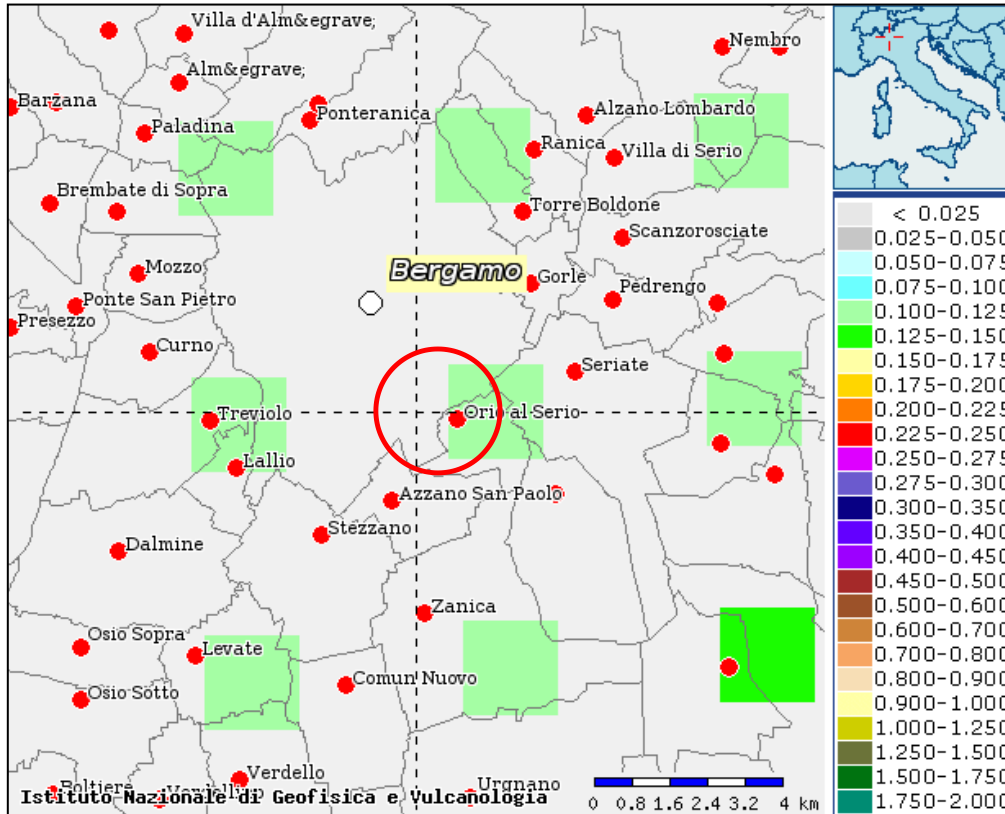 Villa d'Alm&egrave;
Nembro
Alm&egrave;
Barzana
Ponteranica
Alzano Lombardo
Paladina
Ranica
Villa di Serio
Brembate di Sopra
Torre Boldone
Scanzorosciate
Mozzo
Bergamo
Gorle
Pedrengo
Ponte San Pietro
Presezzo
Curno
Seriate
Treviolo
Orio al Serio
Lallio
Azzano San Paolo
Stezzano
Dalmine
Zanica
Osio Sopra
Levate
Comun Nuovo
Osio Sotto
Verdello
Boltiere
Verdellino
Urgnano
Istituto Nazionale di Geofisica e Vulcanologia
0 0.8 1.6 2.4 3.2 4 km
< 0.025
0.025-0.050
0.050-0.075
0.075-0.100
0.100-0.125
0.125-0.150
0.150-0.175
0.175-0.200
0.200-0.225
0.225-0.250
0.250-0.275
0.275-0.300
0.300-0.350
0.350-0.400
0.400-0.450
0.450-0.500
0.500-0.600
0.600-0.700
0.700-0.800
0.800-0.900
0.900-1.000
1.000-1.250
1.250-1.500
1.500-1.750
1.750-2.000